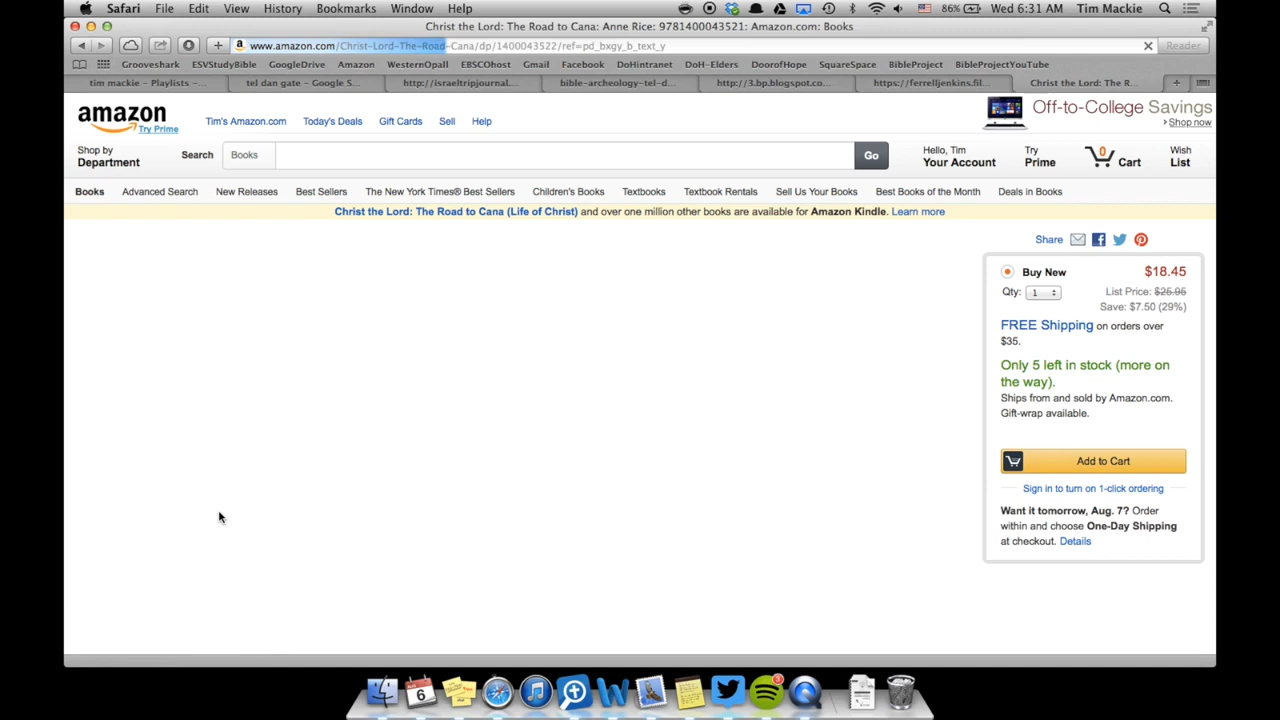 Safari File Edit View History Bookmarks Window Help 86% Wed 6:31 AM Tim Mackie
Christ the Lord: The Road to Cana: Anne Rice: 9781400043521: Amazon.com: Books
www.amazon.com/Christ-Lord-The-Road-Cana/dp/1400043522/ref=pd_bxgy_b_text_y Reader
Grooveshark ESVStudyBible GoogleDrive Amazon WesternOpall EBSCOhost Gmail Facebook DoHintranet DoH-Elders DoorofHope SquareSpace BibleProject BibleProjectYouTube
tim mackie – Playlists –... tel dan gate – Google S... http://israeltripjournal... bible-archeology-tel-d... http://3.bp.blogspot.co... https://ferrelljenkins.fil... Christ the Lord: The R...
amazon
Try Prime
Tim's Amazon.com Today's Deals Gift Cards Sell Help
Off-to-College Savings
Shop now
Shop by
Department
Search Books Go
Hello, Tim
Your Account
Try
Prime
0
Cart
Wish
List
Books Advanced Search New Releases Best Sellers The New York Times® Best Sellers Children's Books Textbooks Textbook Rentals Sell Us Your Books Best Books of the Month Deals in Books
Christ the Lord: The Road to Cana (Life of Christ) and over one million other books are available for Amazon Kindle. Learn more
Share
Buy New $18.45
Qty: 1 List Price: $25.95
Save: $7.50 (29%)
FREE Shipping on orders over
$35.
Only 5 left in stock (more on
the way).
Ships from and sold by Amazon.com.
Gift-wrap available.
Add to Cart
Sign in to turn on 1-click ordering
Want it tomorrow, Aug. 7? Order
within and choose One-Day Shipping
at checkout. Details
6